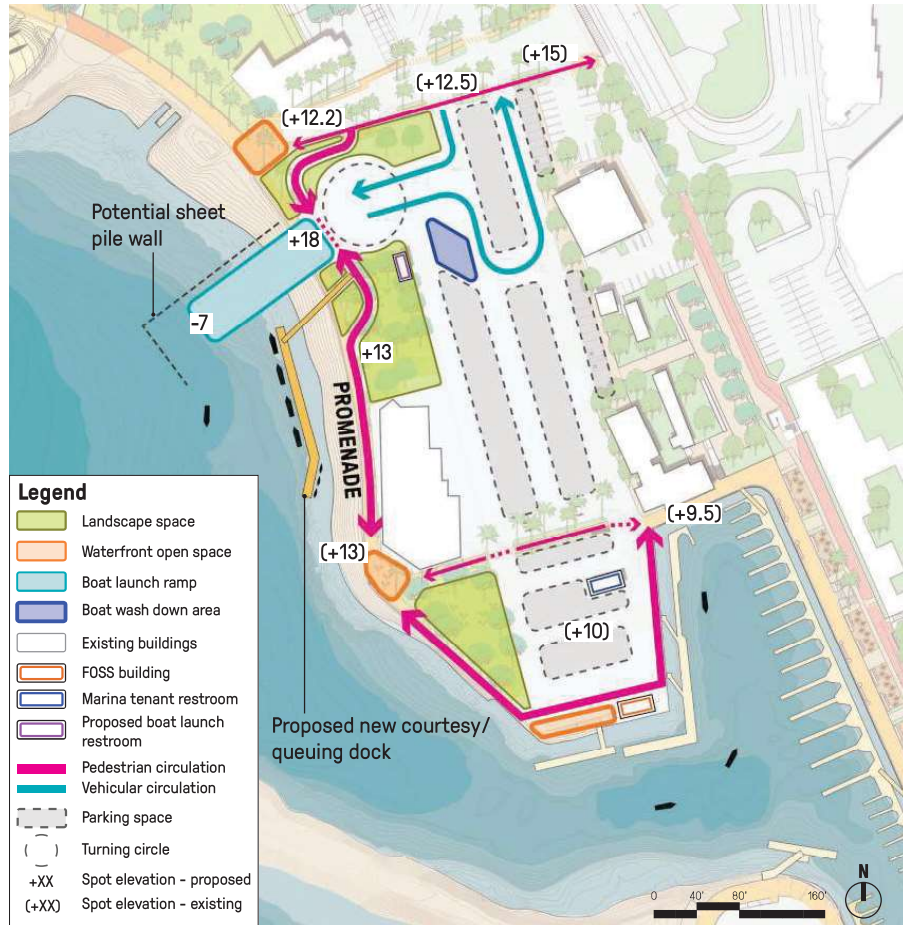 (+15)
(+12.5)
(+12.2)
Potential sheet
pile wall
+18
-7
+13
PROMENADE
(+9.5)
(+13)
(+10)
Proposed new courtesy/
queuing dock
Legend
Landscape space
Waterfront open space
Boat launch ramp
Boat wash down area
Existing buildings
FOSS building
Marina tenant restroom
Proposed boat launch
restroom
Pedestrian circulation
Vehicular circulation
Parking space
Turning circle
+XX Spot elevation - proposed
(+XX) Spot elevation - existing
N
0 40' 80' 160'